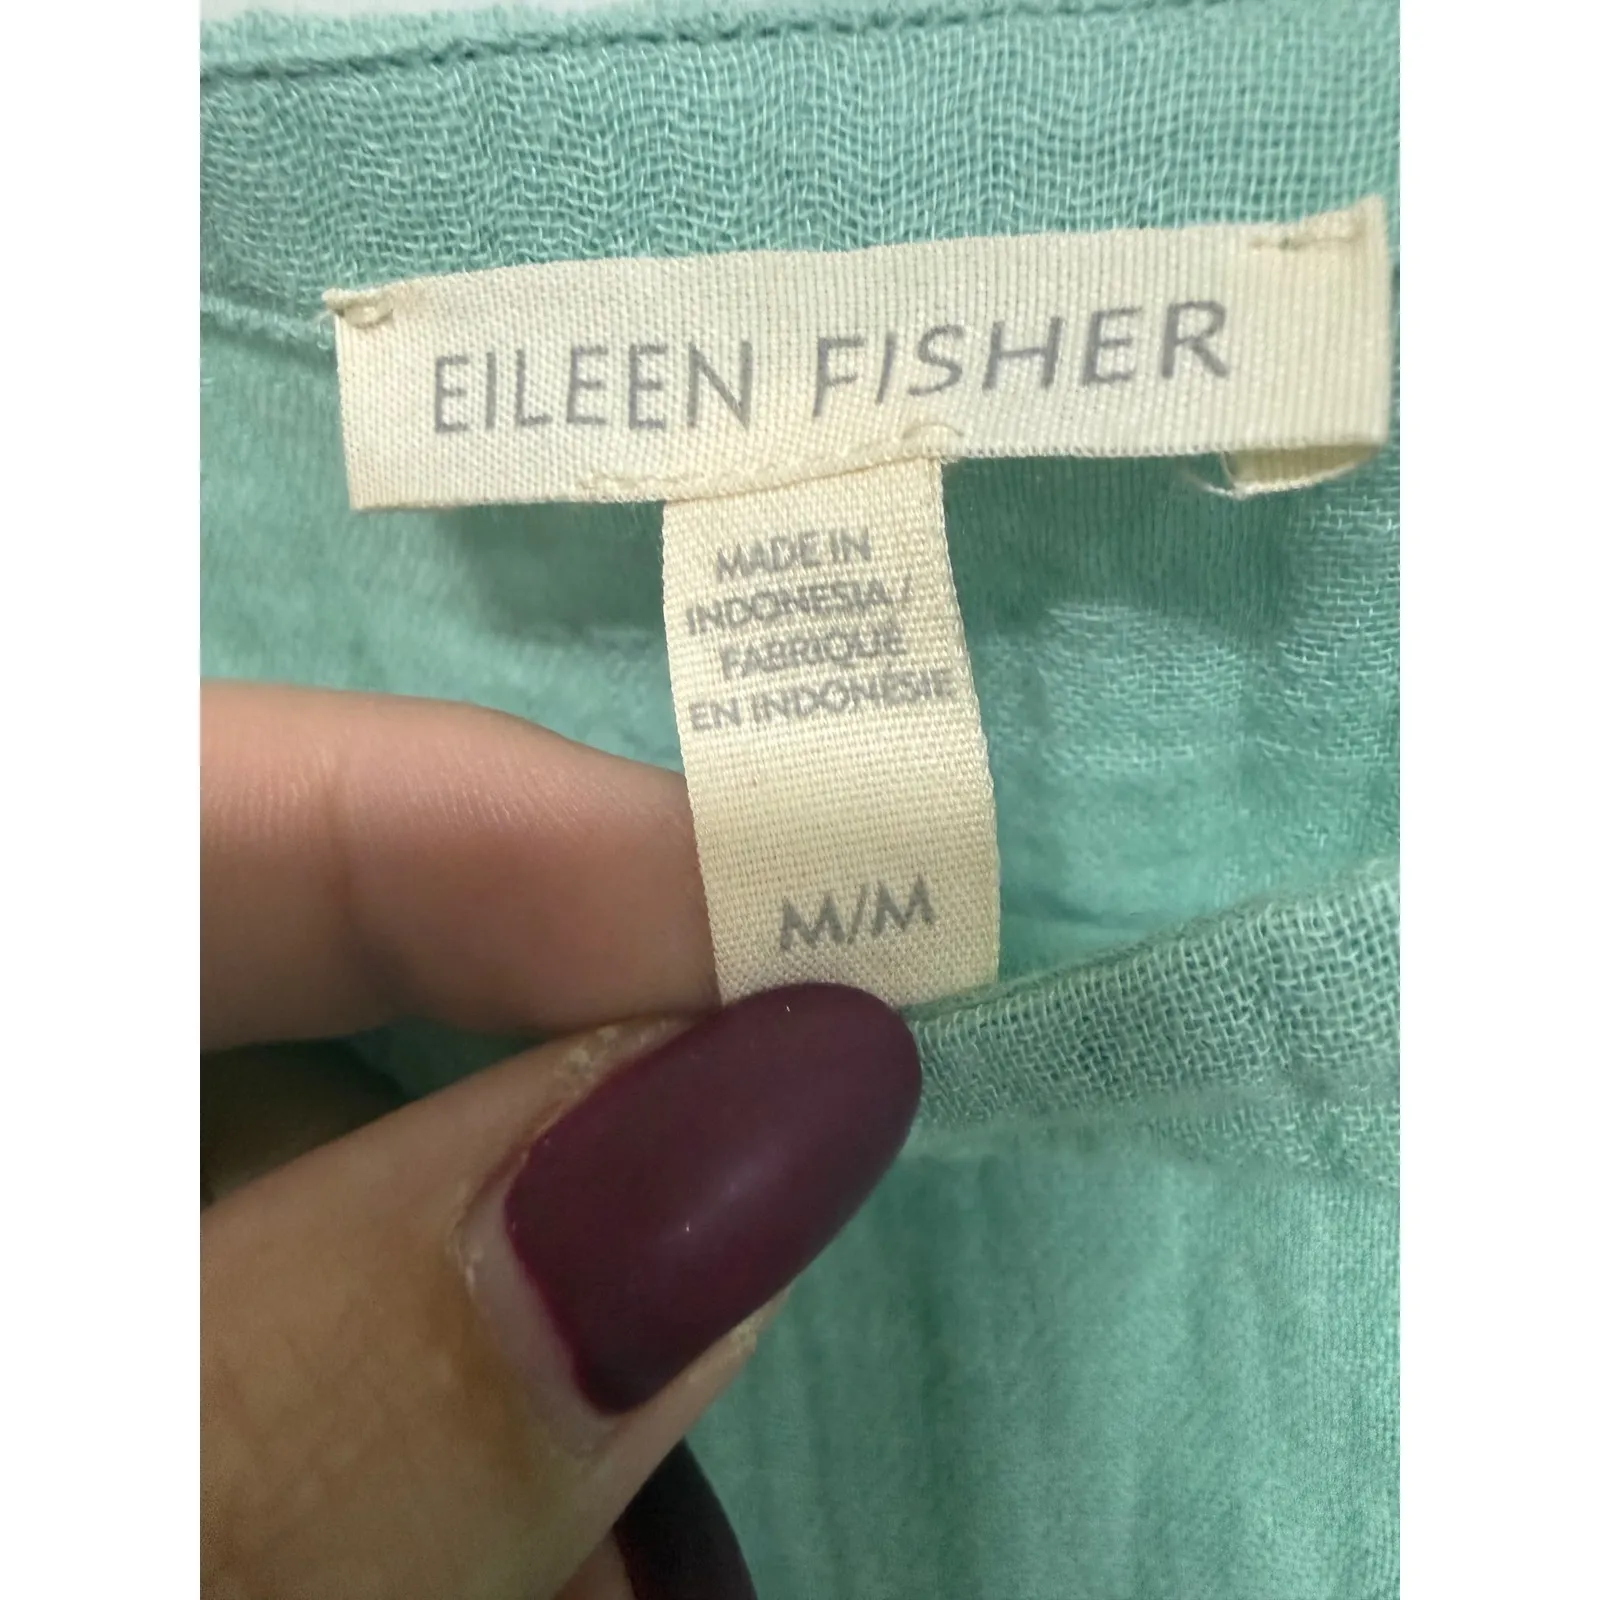 EILEEN FISHER
MADE IN
INDONESIA/
FABRIQUÉ
EN INDONÉSIE
M/M